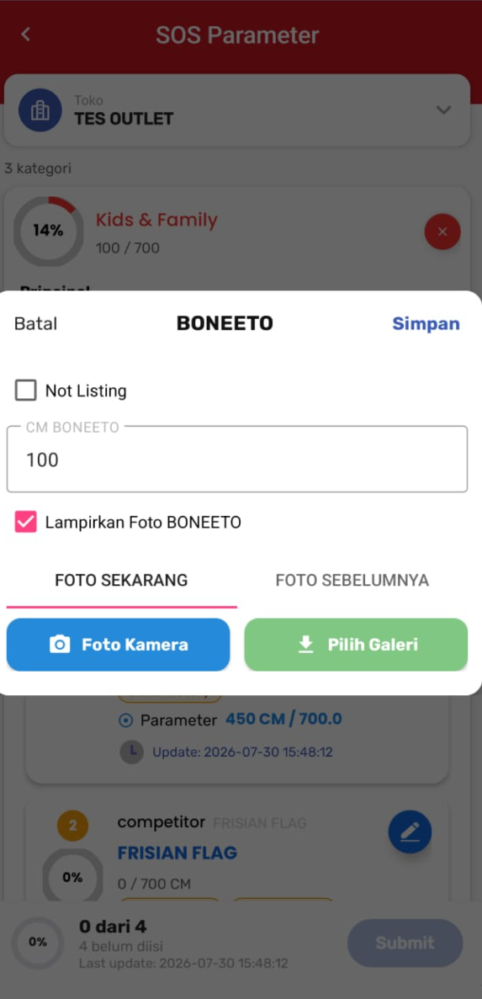 SOS Parameter
Toko
TES OUTLET
3 kategori
14%
Kids & Family
100 / 700
Principal
Batal
BONEETO
Simpan
Not Listing
CM BONEETO
100
Lampirkan Foto BONEETO
FOTO SEKARANG
FOTO SEBELUMNYA
Foto Kamera
Pilih Galeri
Parameter 450 CM / 700.0
Update: 2026-07-30 15:48:12
2
competitor FRISIAN FLAG
FRISIAN FLAG
0%
0 / 700 CM
0%
0 dari 4
4 belum diisi
Last update: 2026-07-30 15:48:12
Submit